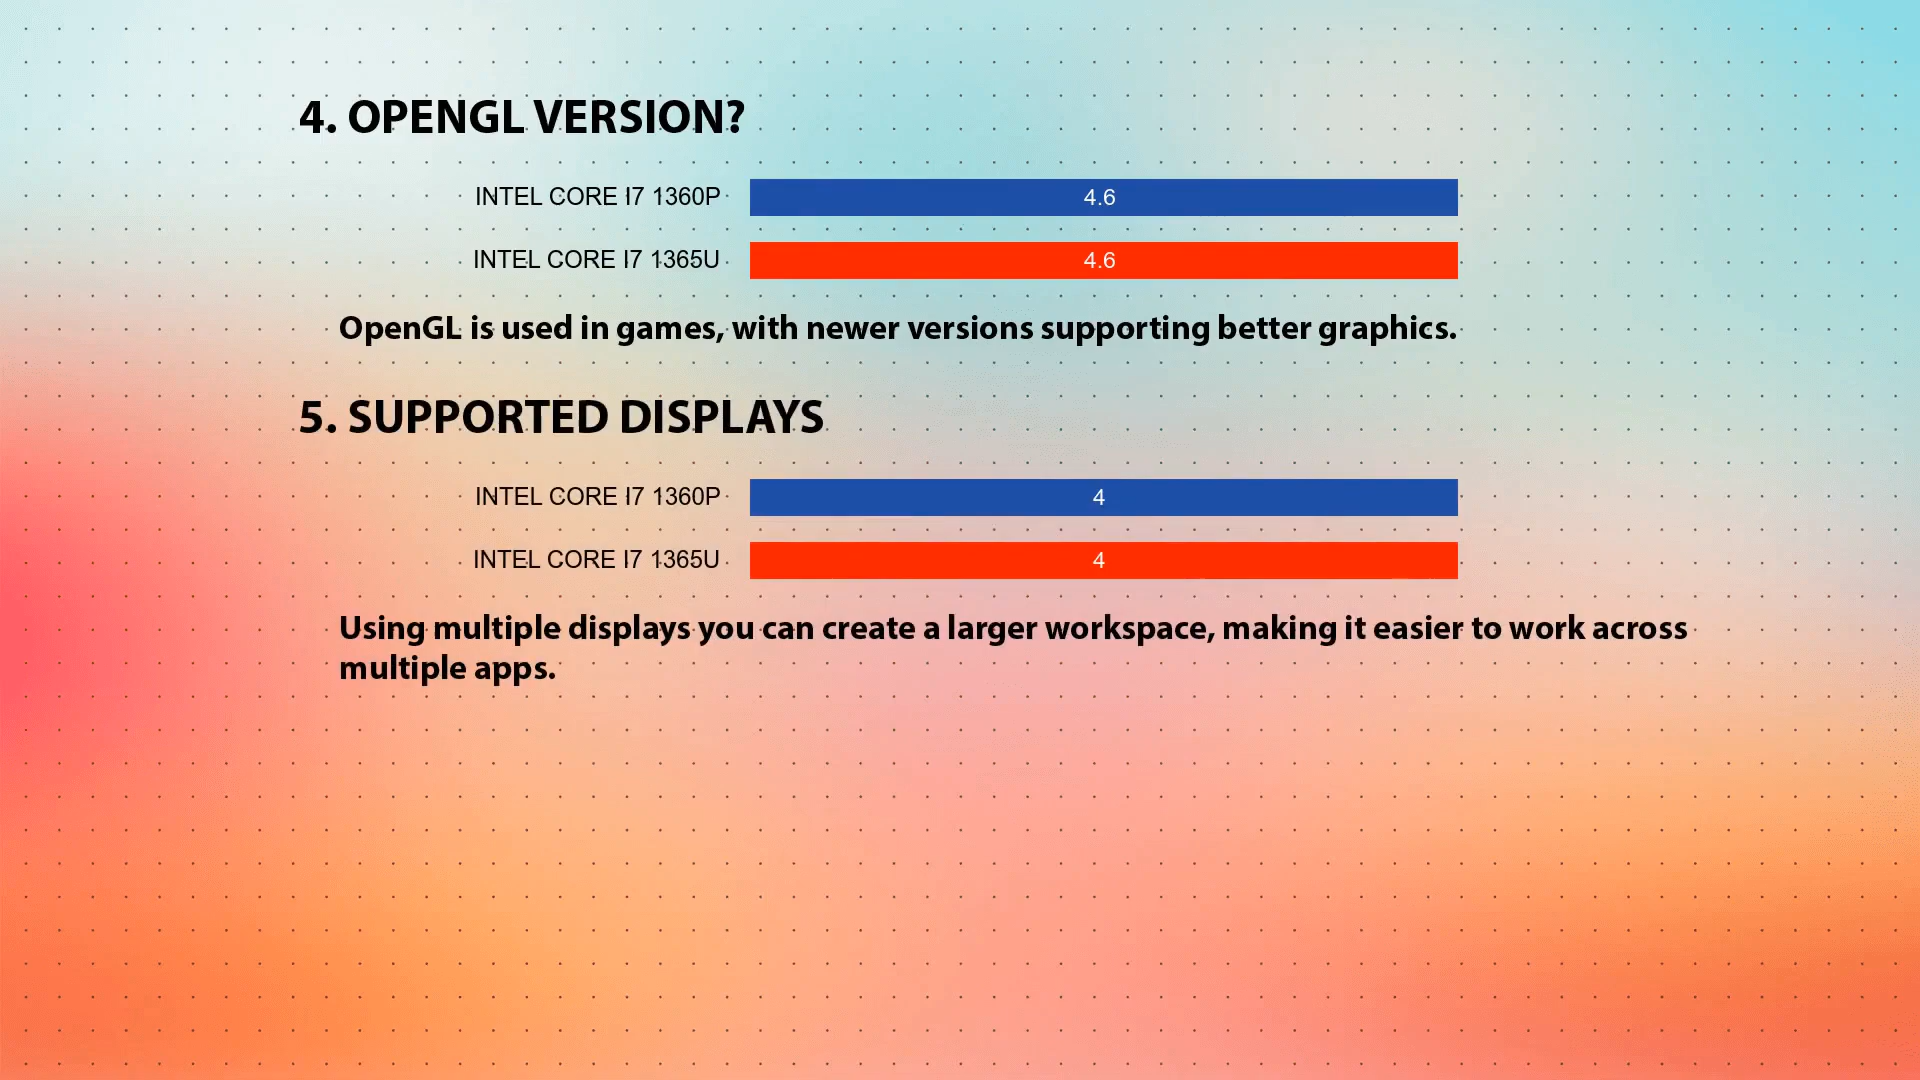 4. OPENGL VERSION?
INTEL CORE I7 1360P
4.6
INTEL CORE I7 1365U
4.6
OpenGL is used in games, with newer versions supporting better graphics.
5. SUPPORTED DISPLAYS
INTEL CORE I7 1360P
4
INTEL CORE I7 1365U
4
Using multiple displays you can create a larger workspace, making it easier to work across
multiple apps.